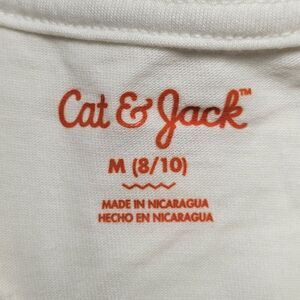 Cat & Jack™
M (8/10)
MADE IN NICARAGUA
HECHO EN NICARAGUA